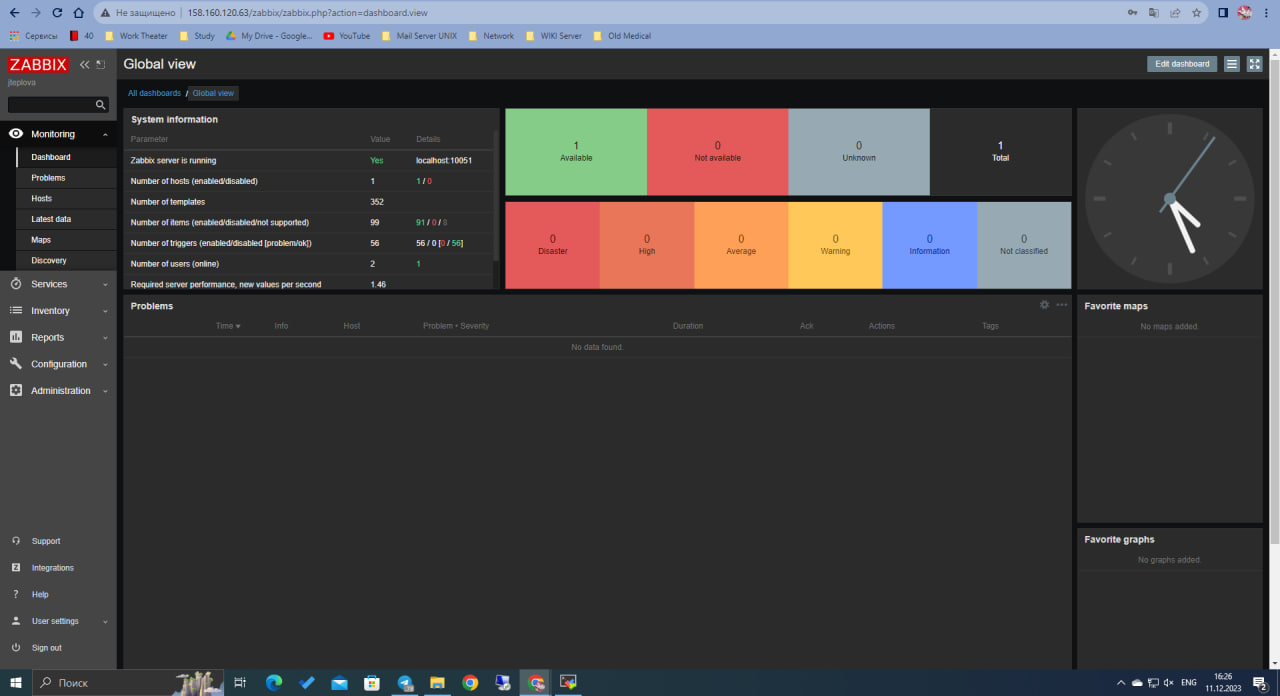 Не защищено 158.160.120.63/zabbix/zabbix.php?action=dashboard.view
Сервисы 40 Work Theater Study My Drive - Google... YouTube Mail Server UNIX Network WIKI Server Old Medical
ZABBIX
jteplova
Monitoring
Dashboard
Problems
Hosts
Latest data
Maps
Discovery
Services
Inventory
Reports
Configuration
Administration
Support
Integrations
Help
User settings
Sign out
Global view
Edit dashboard
All dashboards / Global view
System information
Parameter Value Details
Zabbix server is running Yes localhost:10051
Number of hosts (enabled/disabled) 1 1 / 0
Number of templates 352
Number of items (enabled/disabled/not supported) 99 91 / 0 / 8
Number of triggers (enabled/disabled [problem/ok]) 56 56 / 0 [0 / 56]
Number of users (online) 2 1
Required server performance, new values per second 1.46
1 0 0 1
Available Not available Unknown Total
0 0 0 0 0 0
Disaster High Average Warning Information Not classified
Problems
Time Info Host Problem • Severity Duration Ack Actions Tags
No data found.
Favorite maps
No maps added.
Favorite graphs
No graphs added.
Поиск
ENG
16:26
11.12.2023